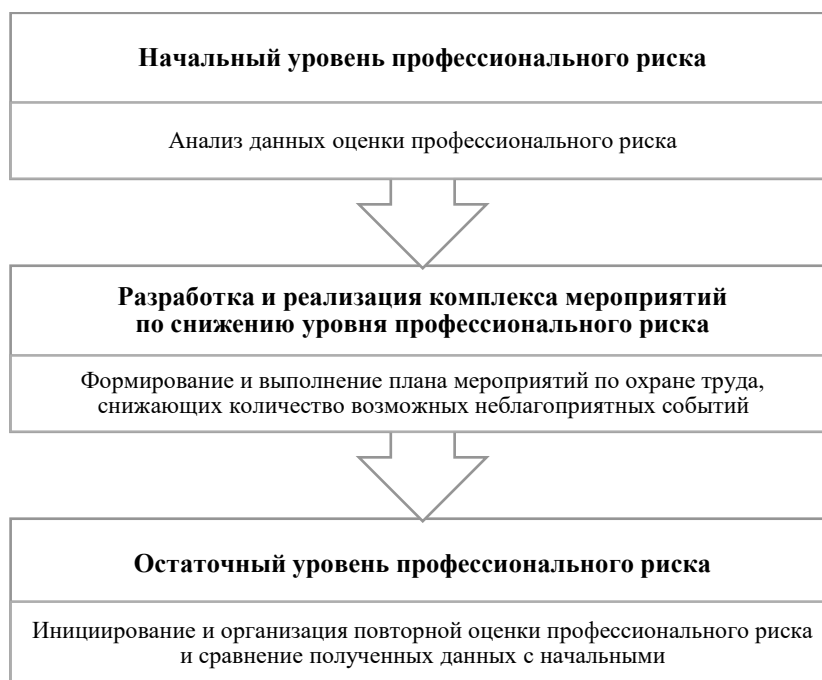 Начальный уровень профессионального риска
Анализ данных оценки профессионального риска
Разработка и реализация комплекса мероприятий
по снижению уровня профессионального риска
Формирование и выполнение плана мероприятий по охране труда,
снижающих количество возможных неблагоприятных событий
Остаточный уровень профессионального риска
Инициирование и организация повторной оценки профессионального риска
и сравнение полученных данных с начальными